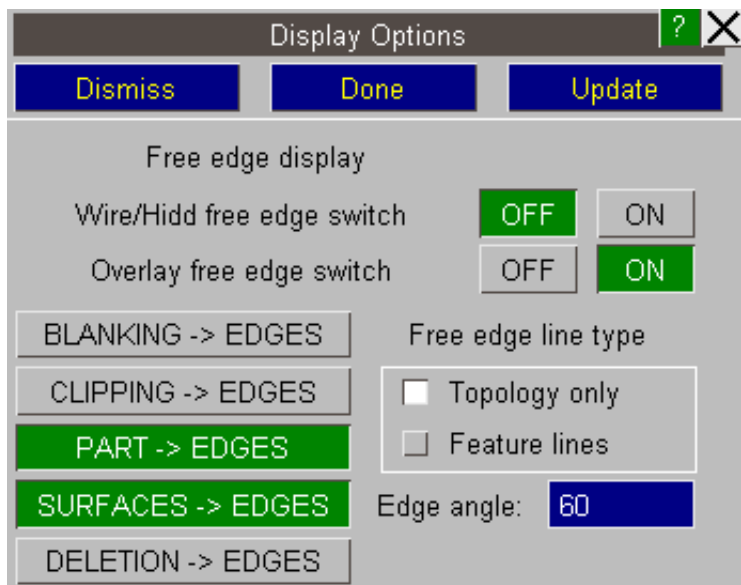 Display Options ?
Dismiss Done Update
Free edge display
Wire/Hidd free edge switch OFF ON
Overlay free edge switch OFF ON
BLANKING -> EDGES Free edge line type
CLIPPING -> EDGES Topology only
PART -> EDGES Feature lines
SURFACES -> EDGES Edge angle: 60
DELETION -> EDGES